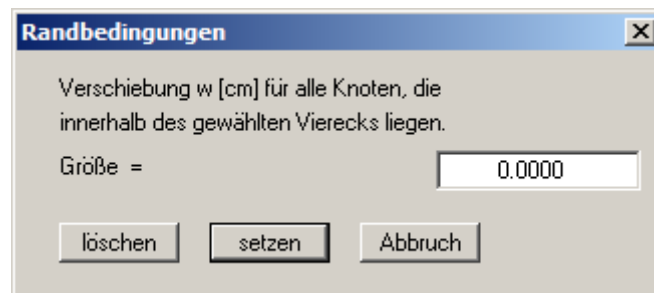 Randbedingungen
Verschiebung w [cm] für alle Knoten, die
innerhalb des gewählten Vierecks liegen.
Größe = 0.0000
löschen setzen Abbruch